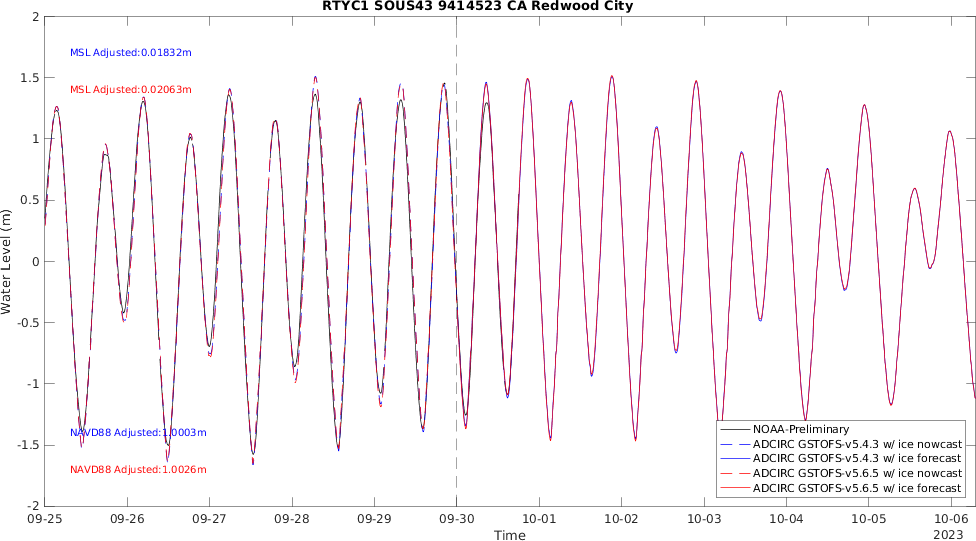 RTYC1 SOUS43 9414523 CA Redwood City
2
1.5
1
0.5
0
-0.5
-1
-1.5
-2
Water Level (m)
MSL Adjusted:0.01832m
MSL Adjusted:0.02063m
NAVD88 Adjusted:1.0003m
NAVD88 Adjusted:1.0026m
NOAA-Preliminary
ADCIRC GSTOFS-v5.4.3 w/ ice nowcast
ADCIRC GSTOFS-v5.4.3 w/ ice forecast
ADCIRC GSTOFS-v5.6.5 w/ ice nowcast
ADCIRC GSTOFS-v5.6.5 w/ ice forecast
09-25 09-26 09-27 09-28 09-29 09-30 10-01 10-02 10-03 10-04 10-05 10-06
2023
Time